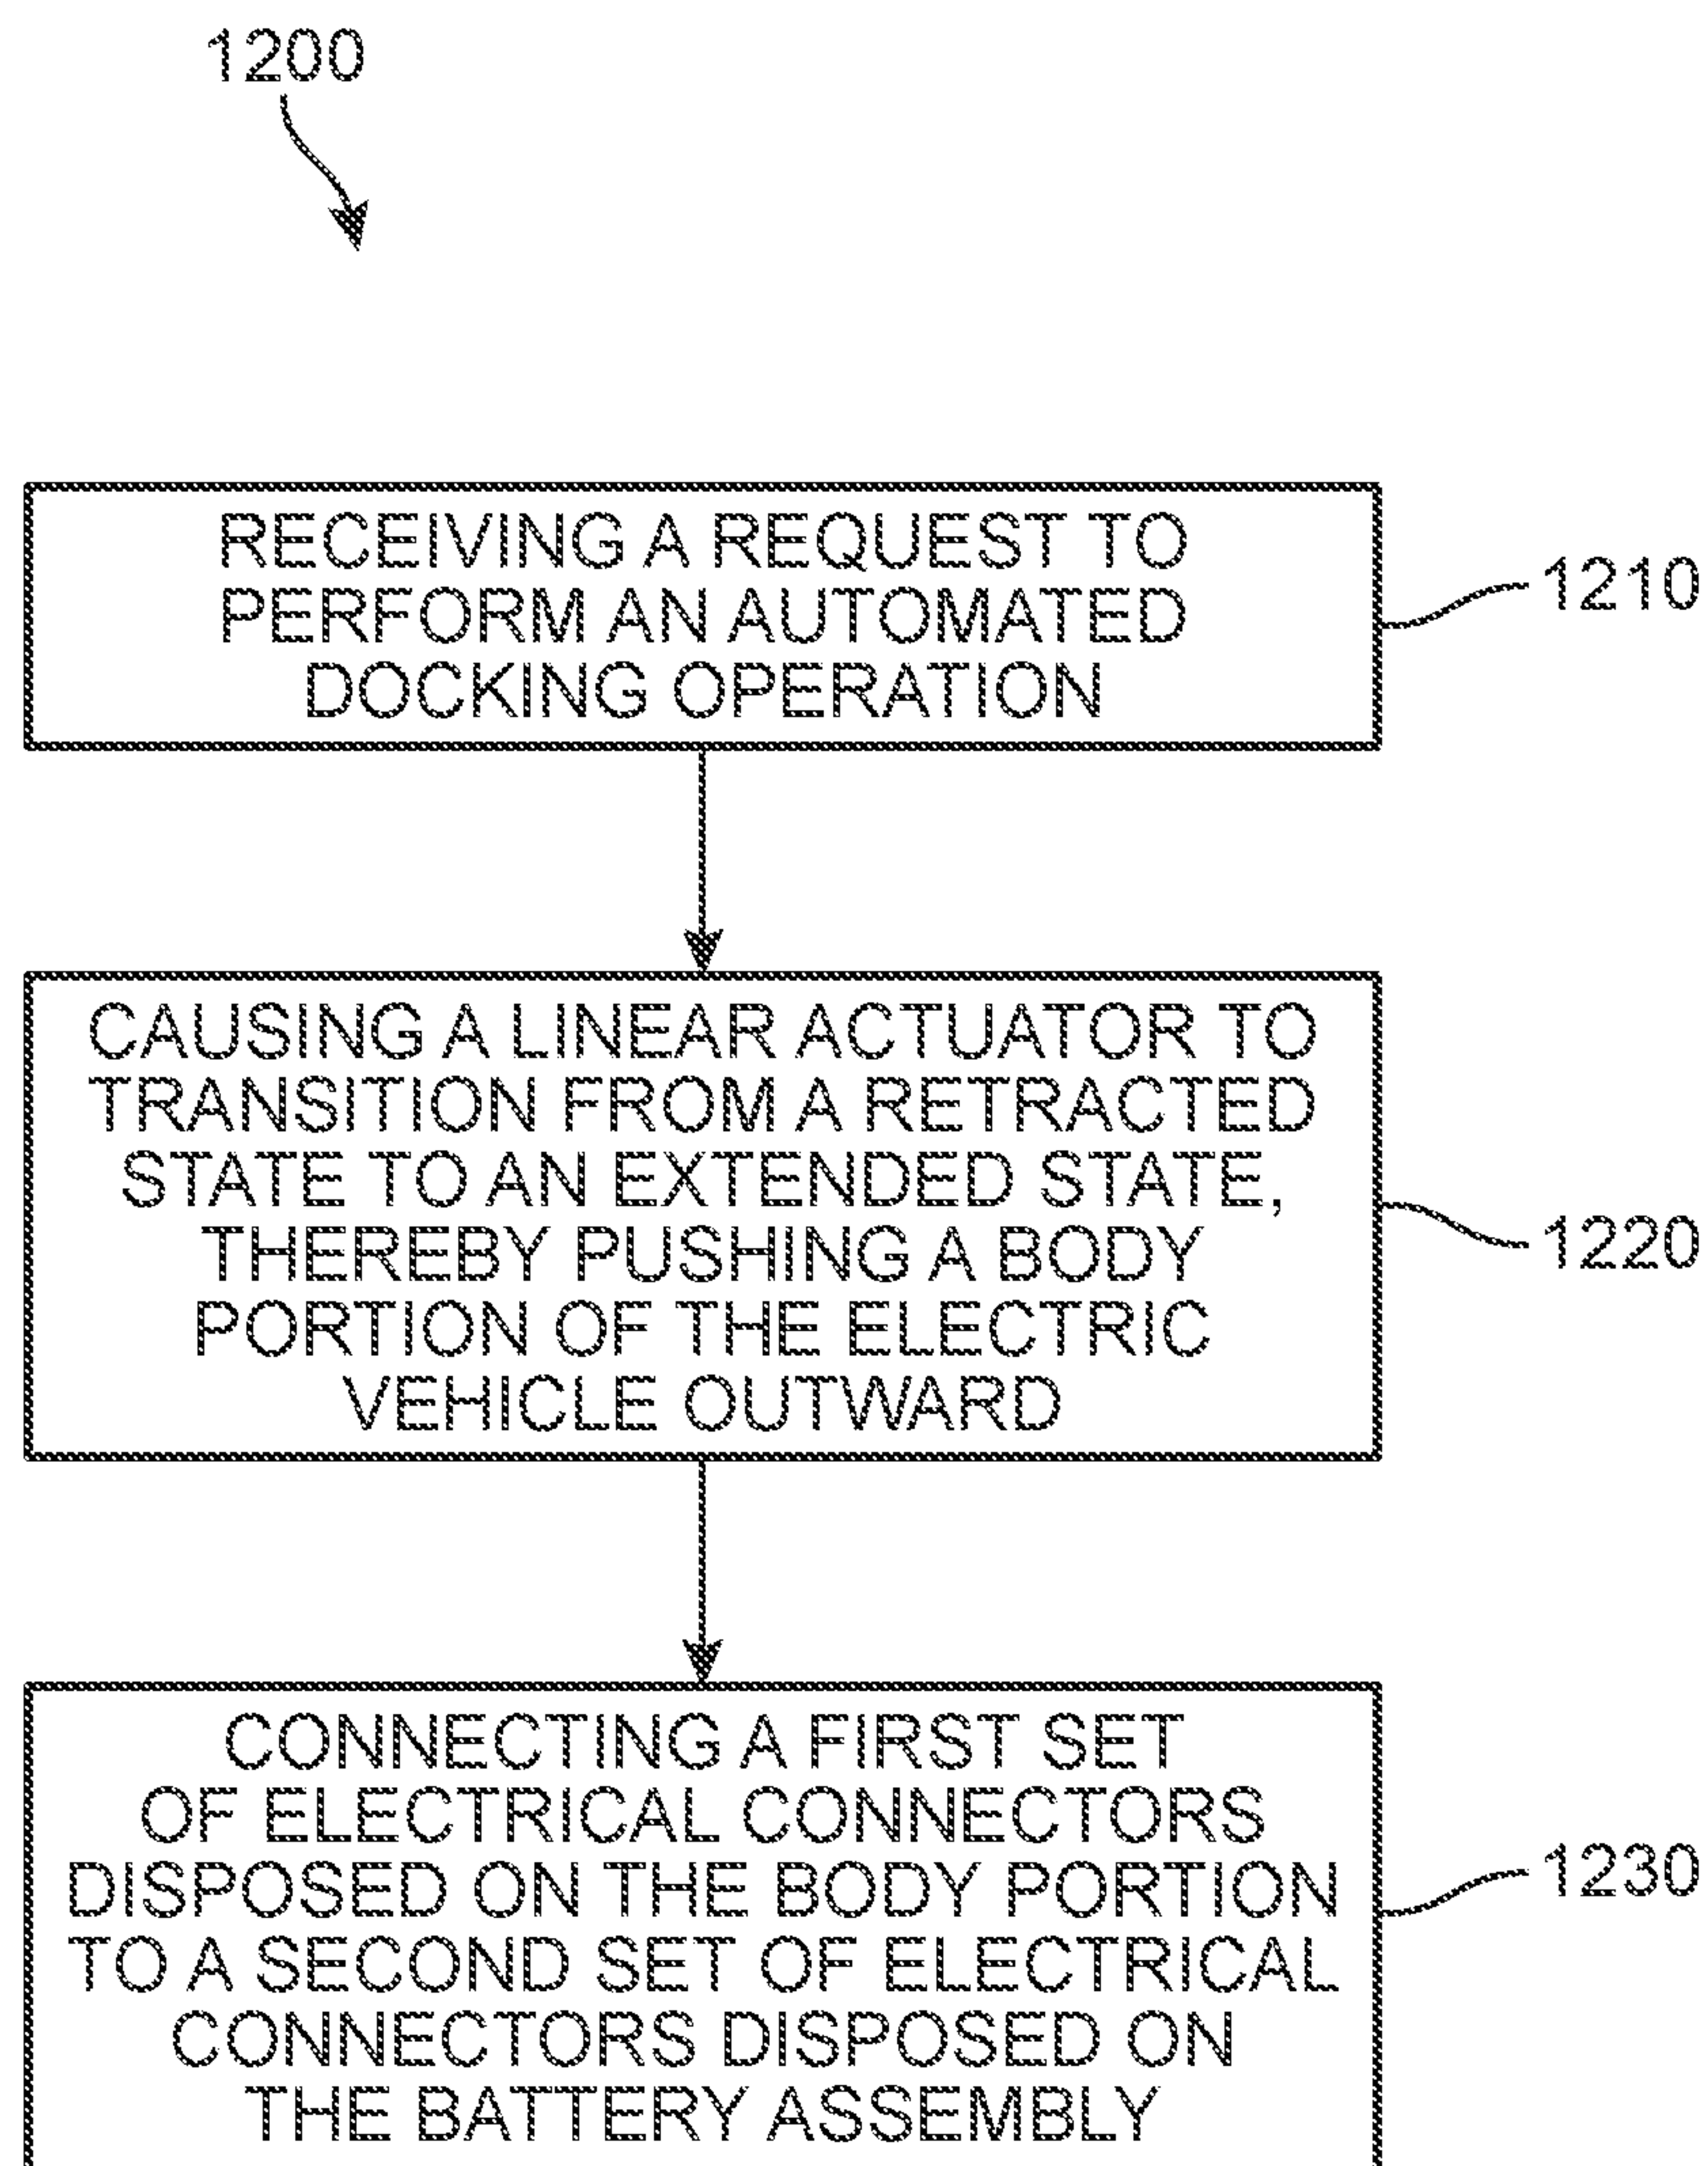 1200
RECEIVING A REQUEST TO
PERFORM AN AUTOMATED
DOCKING OPERATION
1210
CAUSING A LINEAR ACTUATOR TO
TRANSITION FROM A RETRACTED
STATE TO AN EXTENDED STATE,
THEREBY PUSHING A BODY
PORTION OF THE ELECTRIC
VEHICLE OUTWARD
1220
CONNECTING A FIRST SET
OF ELECTRICAL CONNECTORS
DISPOSED ON THE BODY PORTION
TO A SECOND SET OF ELECTRICAL
CONNECTORS DISPOSED ON
THE BATTERY ASSEMBLY
1230